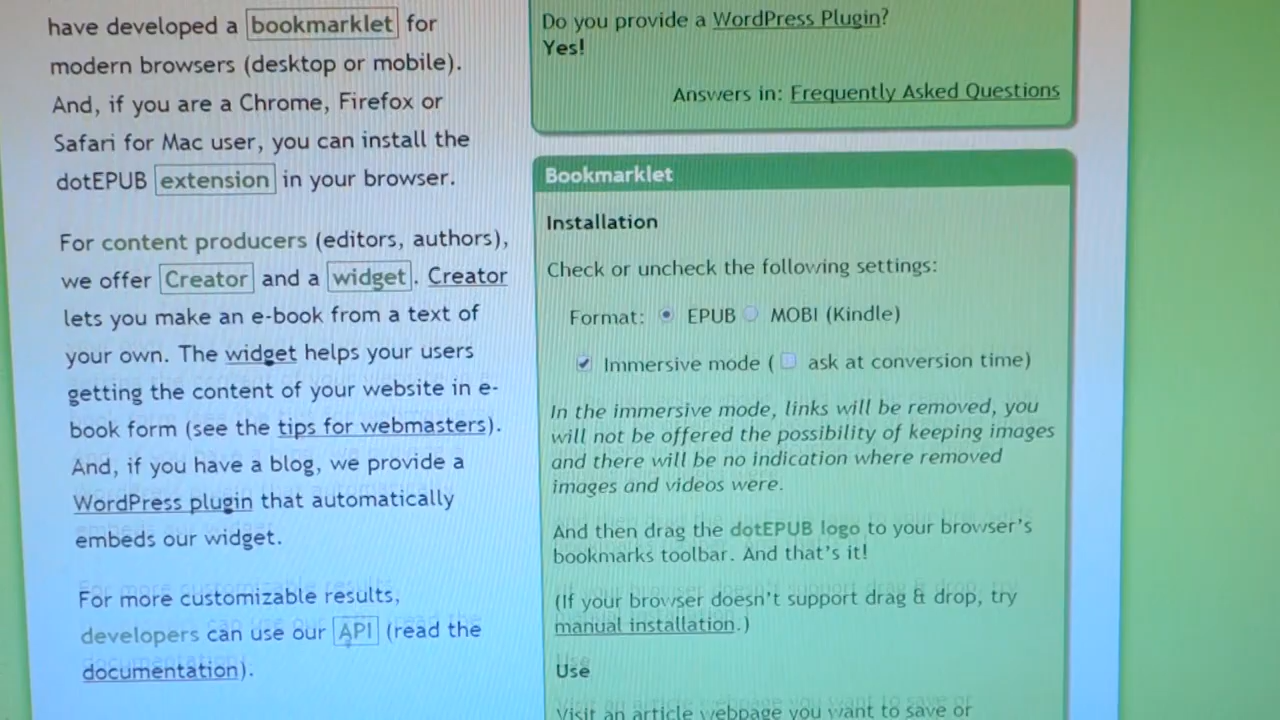 have developed a bookmarklet for
modern browsers (desktop or mobile).
And, if you are a Chrome, Firefox or
Safari for Mac user, you can install the
dotEPUB extension in your browser.
For content producers (editors, authors),
we offer Creator and a widget. Creator
lets you make an e-book from a text of
your own. The widget helps your users
getting the content of your website in e-
book form (see the tips for webmasters).
And, if you have a blog, we provide a
WordPress plugin that automatically
embeds our widget.
For more customizable results,
developers can use our API (read the
documentation).
Do you provide a WordPress Plugin?
Yes!
Answers in: Frequently Asked Questions
Bookmarklet
Installation
Check or uncheck the following settings:
Format: EPUB MOBI (Kindle)
Immersive mode ( ask at conversion time)
In the immersive mode, links will be removed, you
will not be offered the possibility of keeping images
and there will be no indication where removed
images and videos were.
And then drag the dotEPUB logo to your browser's
bookmarks toolbar. And that's it!
(If your browser doesn't support drag & drop, try
manual installation.)
Use
Visit an article webpage you want to save or